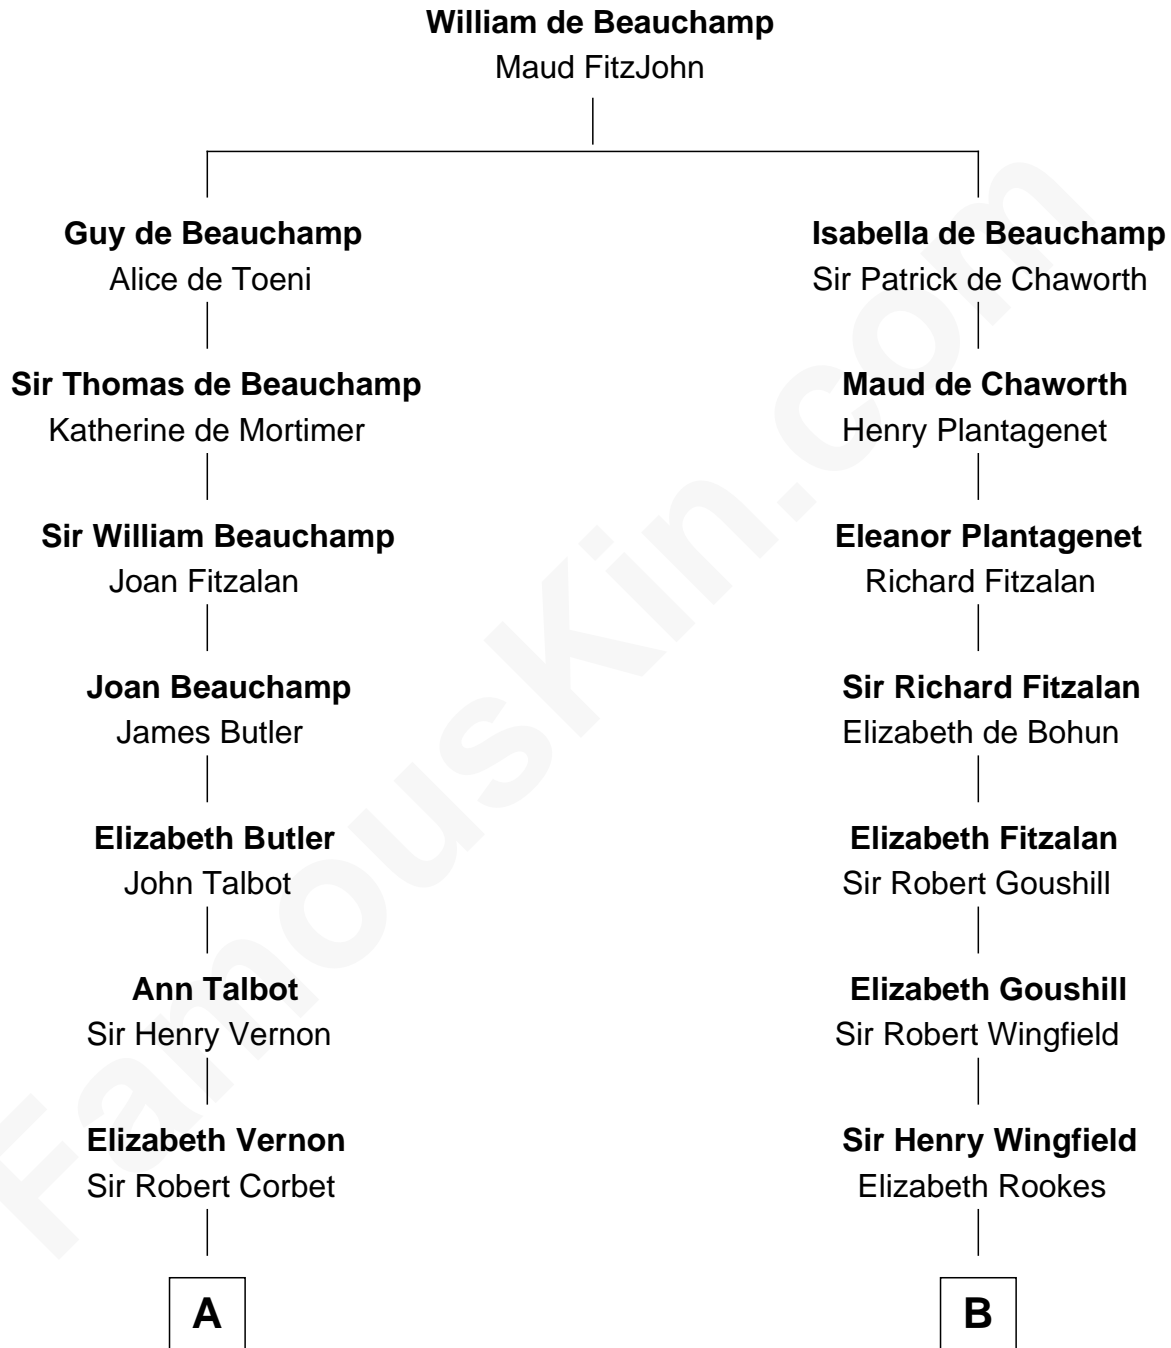 William de Beauchamp
Maud FitzJohn
Guy de Beauchamp
Alice de Toeni
Isabella de Beauchamp
Sir Patrick de Chaworth
Sir Thomas de Beauchamp
Katherine de Mortimer
Maud de Chaworth
Henry Plantagenet
Sir William Beauchamp
Joan Fitzalan
Eleanor Plantagenet
Richard Fitzalan
Joan Beauchamp
James Butler
Sir Richard Fitzalan
Elizabeth de Bohun
Elizabeth Butler
John Talbot
Elizabeth Fitzalan
Sir Robert Goushill
Ann Talbot
Sir Henry Vernon
Elizabeth Goushill
Sir Robert Wingfield
Elizabeth Vernon
Sir Robert Corbet
Sir Henry Wingfield
Elizabeth Rookes
A
B
FamousKin.com